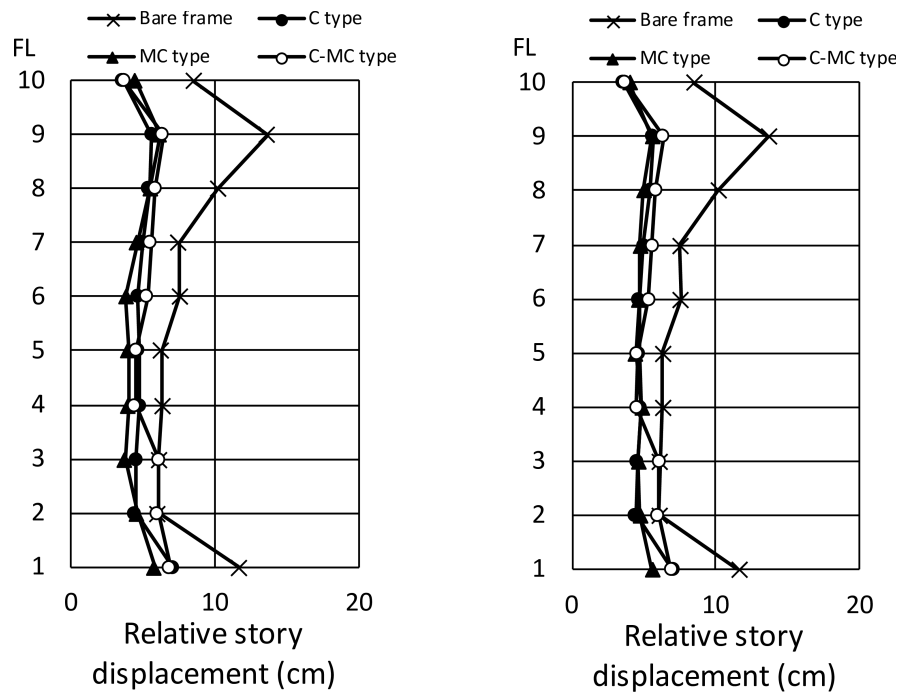 Bare frame C type
FL
MC type C-MC type
10
9
8
7
6
5
4
3
2
1
0 10 20
Relative story
displacement (cm)
Bare frame C type
FL
MC type C-MC type
10
9
8
7
6
5
4
3
2
1
0 10 20
Relative story
displacement (cm)